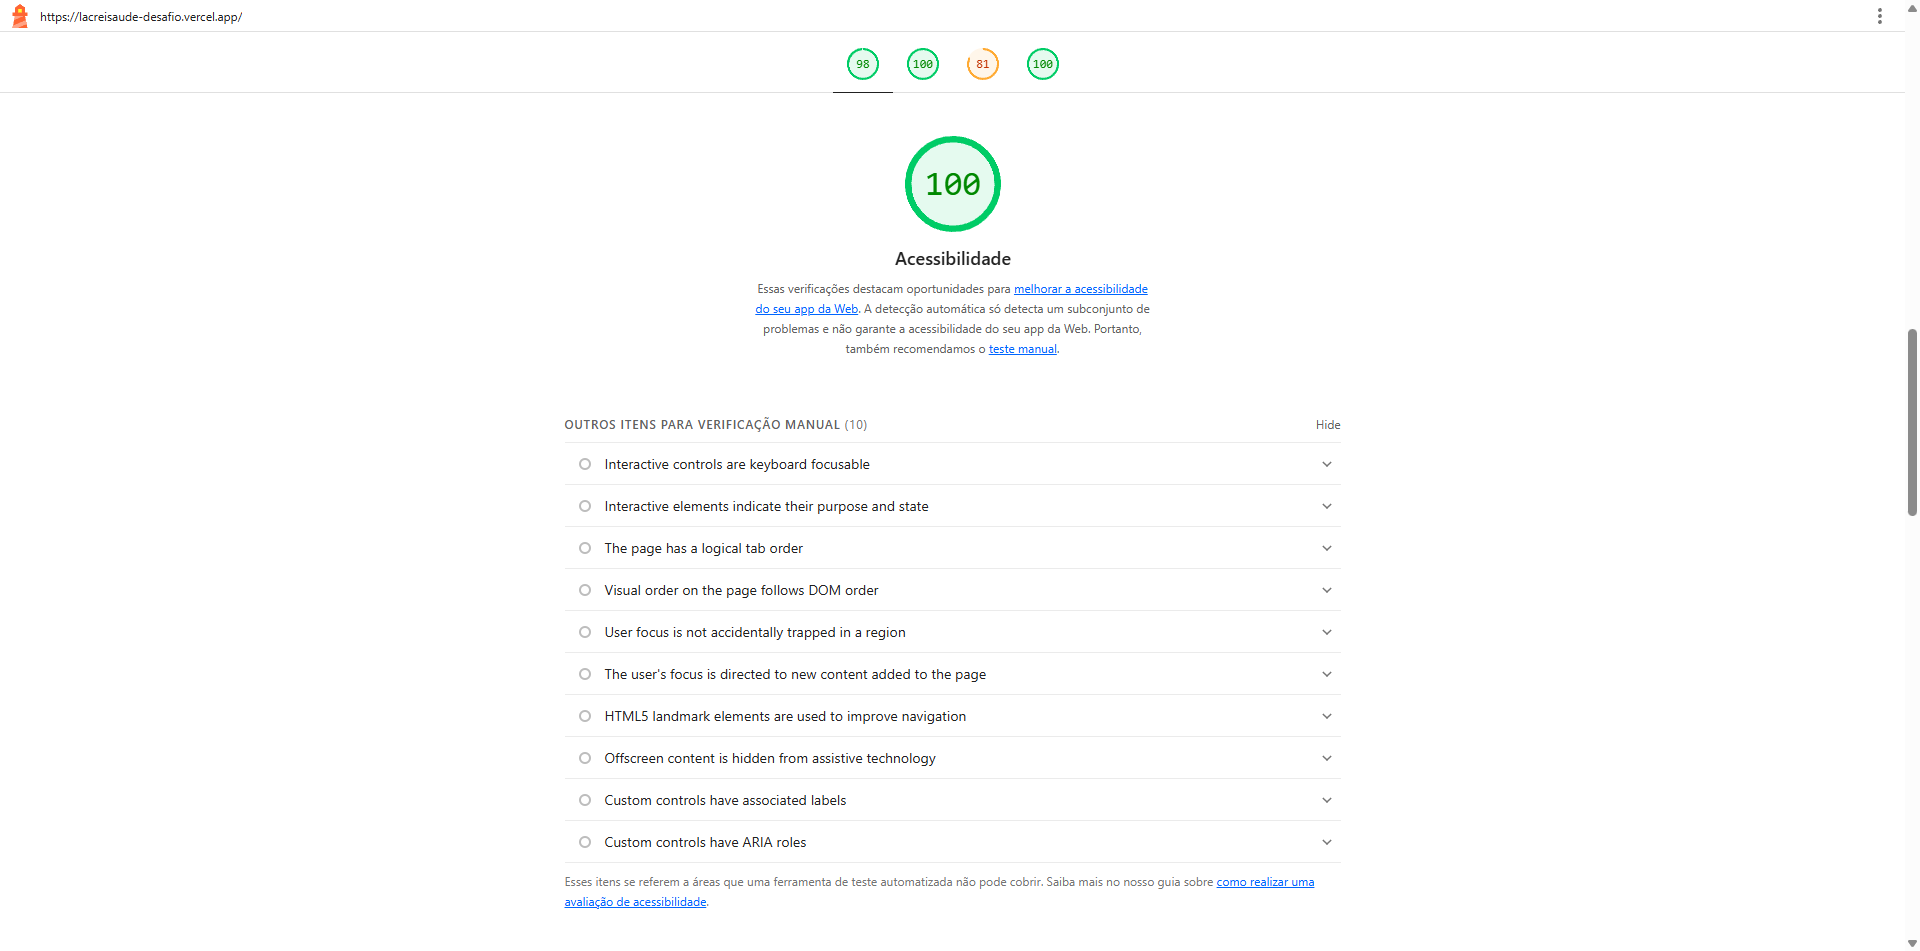 https://lacreisaude-desafio.vercel.app/
98 100 81 100
100
Acessibilidade
Essas verificações destacam oportunidades para melhorar a acessibilidade
do seu app da Web. A detecção automática só detecta um subconjunto de
problemas e não garante a acessibilidade do seu app da Web. Portanto,
também recomendamos o teste manual.
OUTROS ITENS PARA VERIFICAÇÃO MANUAL (10) Hide
Interactive controls are keyboard focusable
Interactive elements indicate their purpose and state
The page has a logical tab order
Visual order on the page follows DOM order
User focus is not accidentally trapped in a region
The user's focus is directed to new content added to the page
HTML5 landmark elements are used to improve navigation
Offscreen content is hidden from assistive technology
Custom controls have associated labels
Custom controls have ARIA roles
Esses itens se referem a áreas que uma ferramenta de teste automatizada não pode cobrir. Saiba mais no nosso guia sobre como realizar uma
avaliação de acessibilidade.